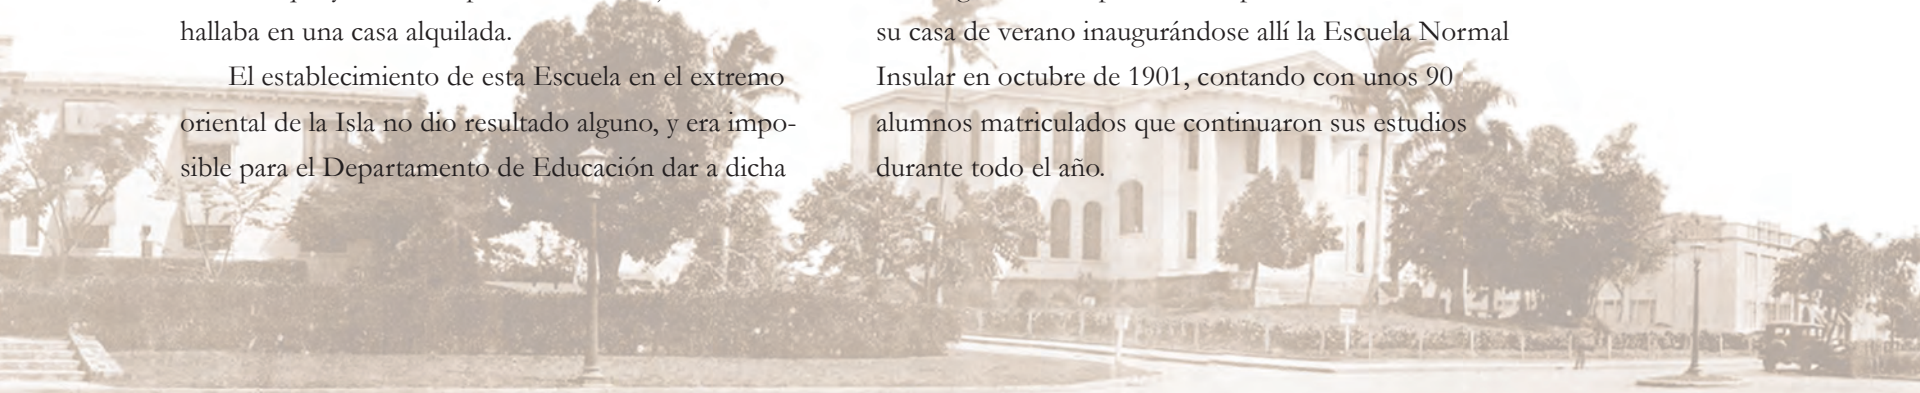 hallaba en una casa alquilada.
El establecimiento de esta Escuela en el extremo
oriental de la Isla no dio resultado alguno, y era impo-
sible para el Departamento de Educación dar a dicha
su casa de verano inaugurándose allí la Escuela Normal
Insular en octubre de 1901, contando con unos 90
alumnos matriculados que continuaron sus estudios
durante todo el año.